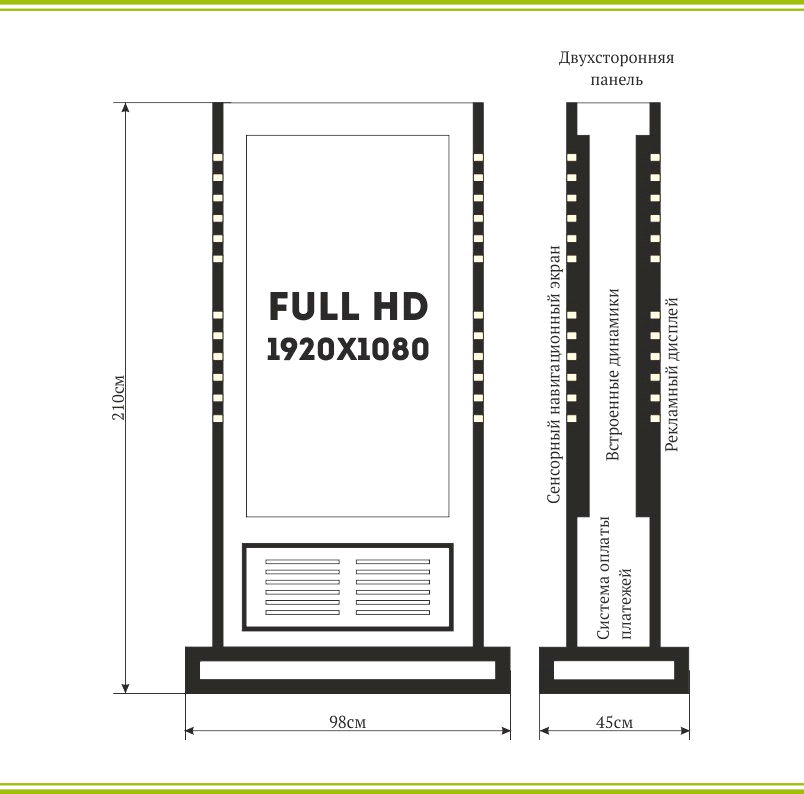 Двухсторонняя
панель
210см
FULL HD
1920X1080
Сенсорный навигационный экран
Встроенные динамики
Рекламный дисплей
Система оплаты
платежей
98см
45см